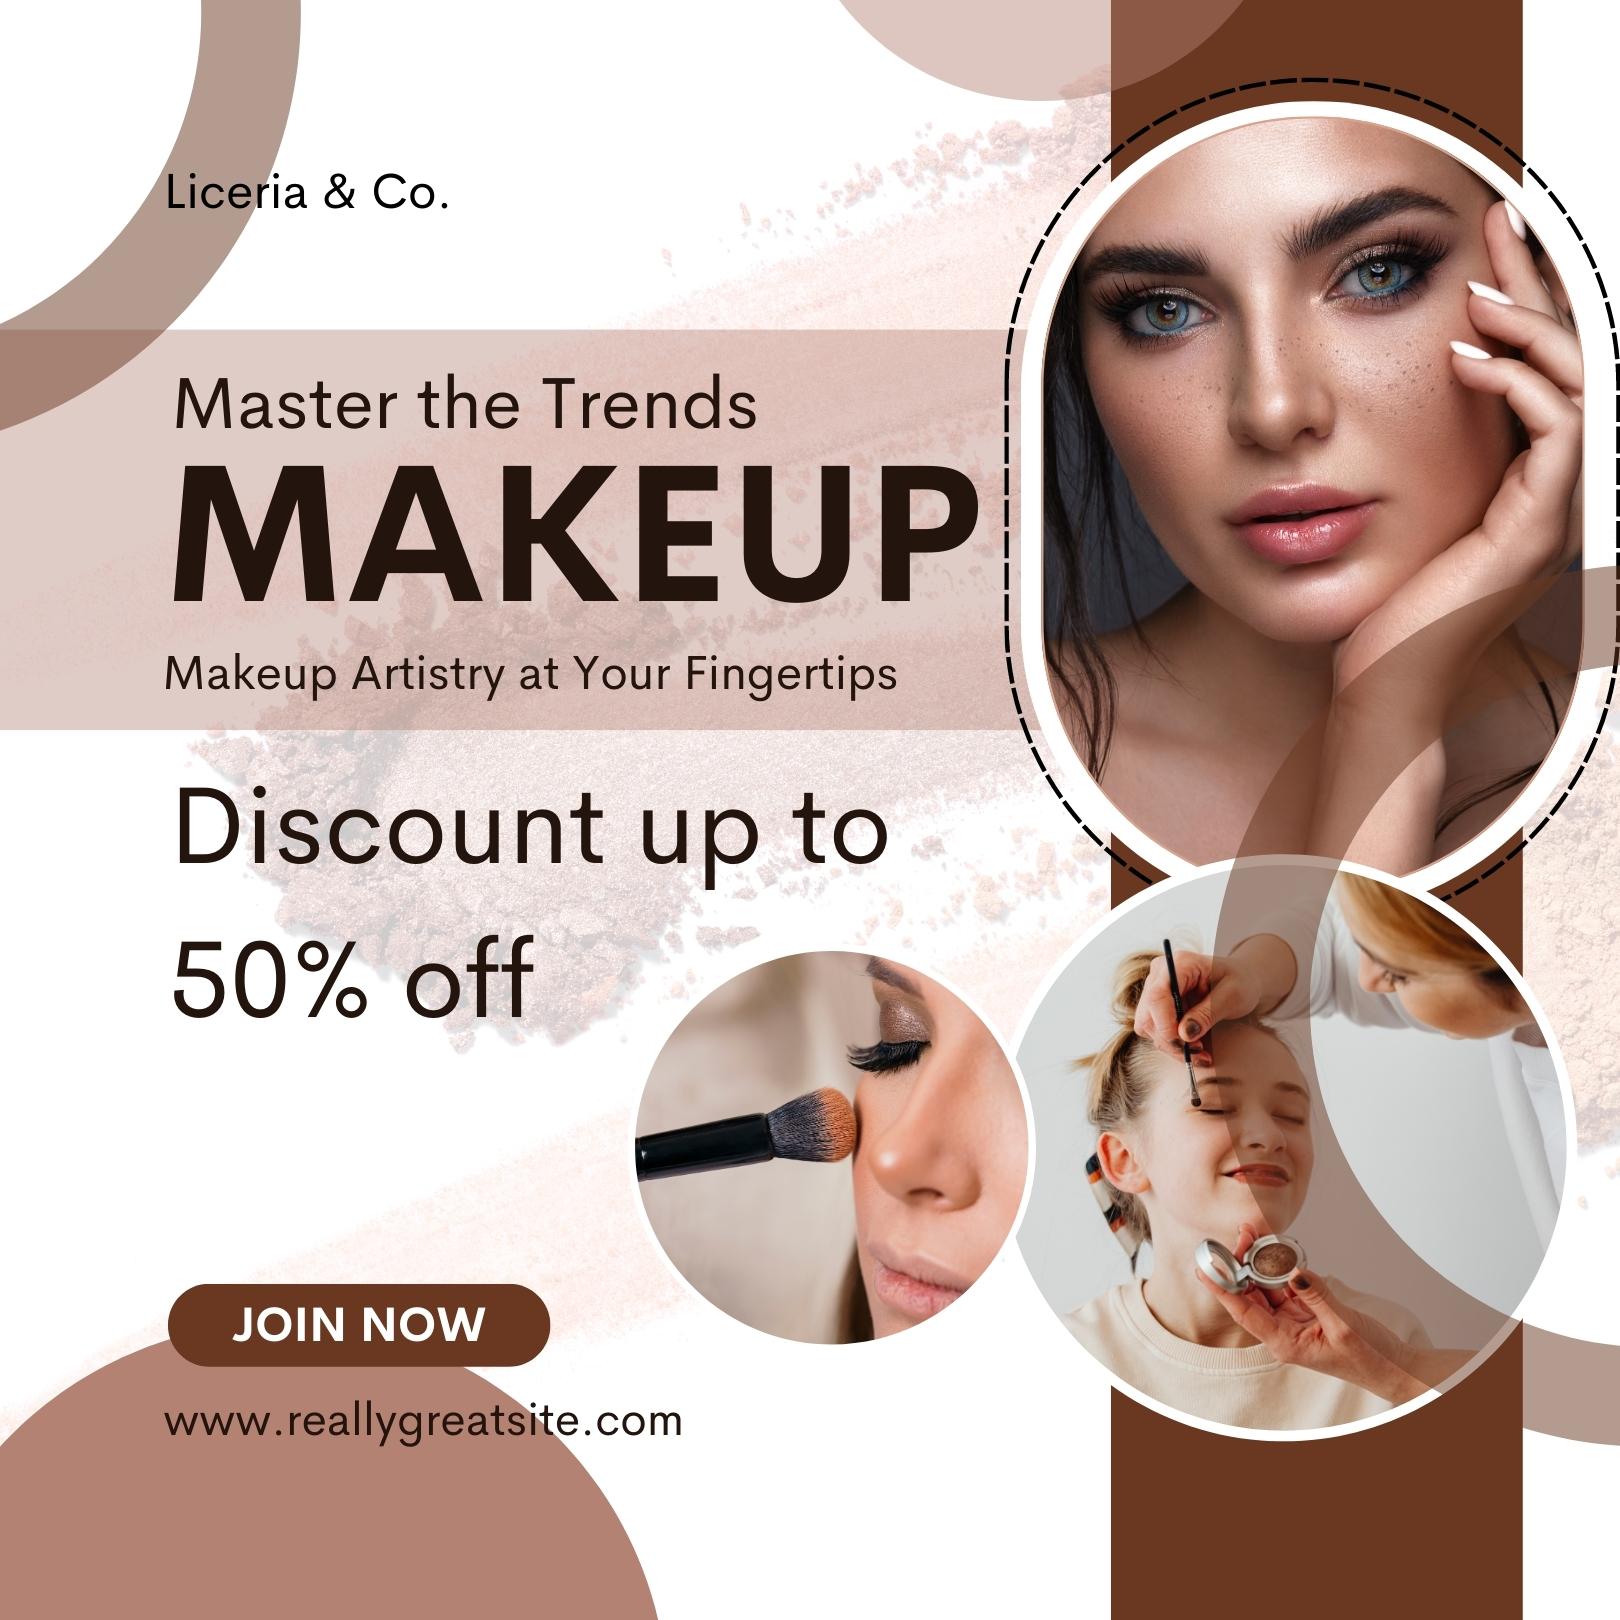 Liceria & Co.
Master the Trends
MAKEUP
Makeup Artistry at Your Fingertips
Discount up to
50% off
JOIN NOW
www.reallygreatsite.com